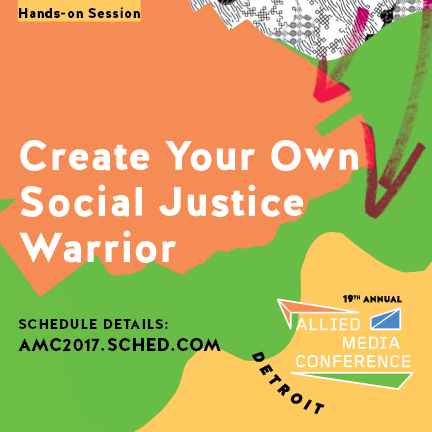 Hands-on Session
Create Your Own
Social Justice
Warrior
SCHEDULE DETAILS:
AMC2017.SCHED.COM
19TH ANNUAL
ALLIED
MEDIA
CONFERENCE
DETROIT